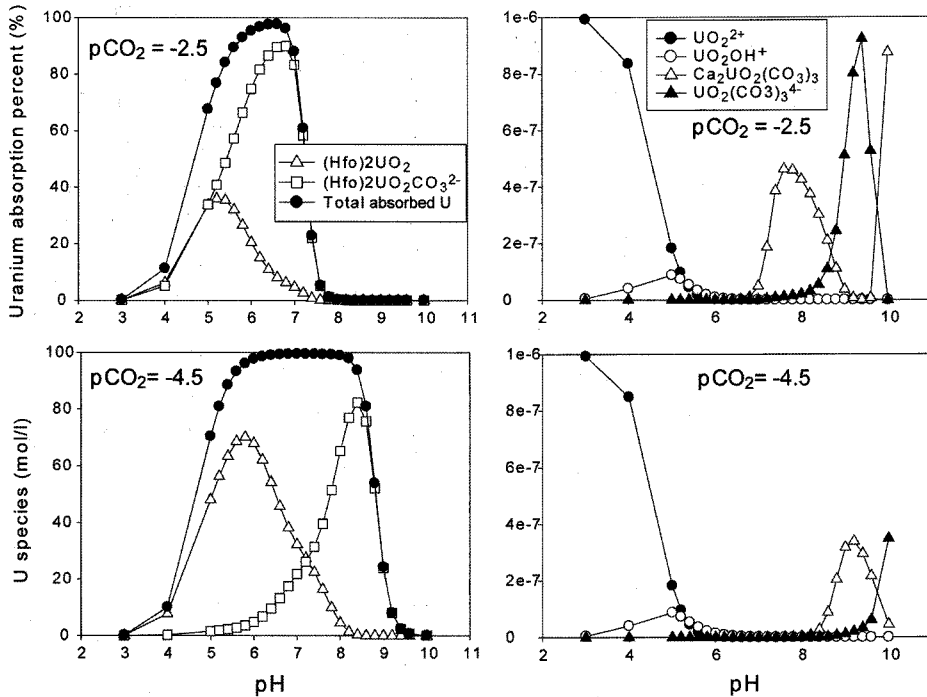 Uranium absorption percent (%)
100
80
60
40
20
0
pCO₂ = -2.5
(Hfo)2UO₂
(Hfo)2UO₂CO₃²⁻
Total absorbed U
1 2 3 4 5 6 7 8 9 10 11
1e-6
8e-7
6e-7
4e-7
2e-7
0
UO₂²⁺
UO₂OH⁺
Ca₂UO₂(CO₃)₃
UO₂(CO3)₃⁴⁻
pCO₂ = -2.5
2 4 6 8 10
U species (mol/l)
100
80
60
40
20
0
pCO₂= -4.5
1 2 3 4 5 6 7 8 9 10 11
pH
1e-6
8e-7
6e-7
4e-7
2e-7
0
pCO₂= -4.5
2 4 6 8 10
pH